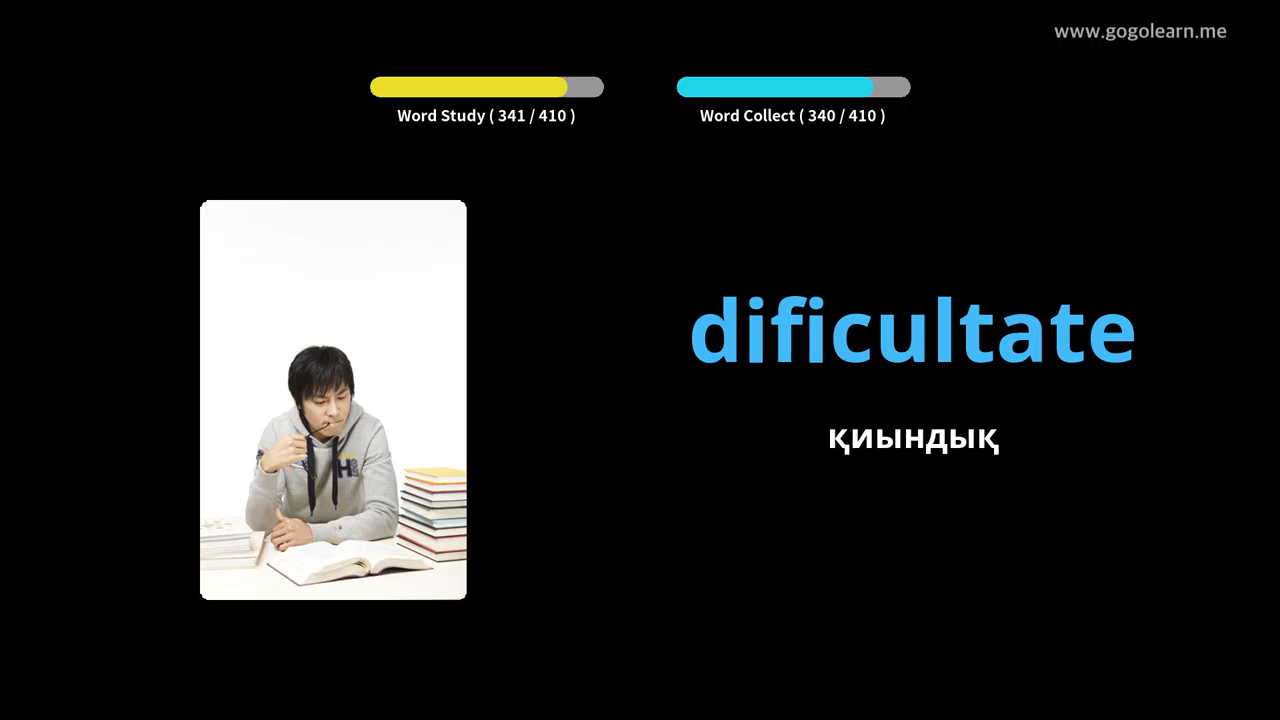 www.gogolearn.me
Word Study ( 341 / 410 )
Word Collect ( 340 / 410 )
dificultate
қиындық
H